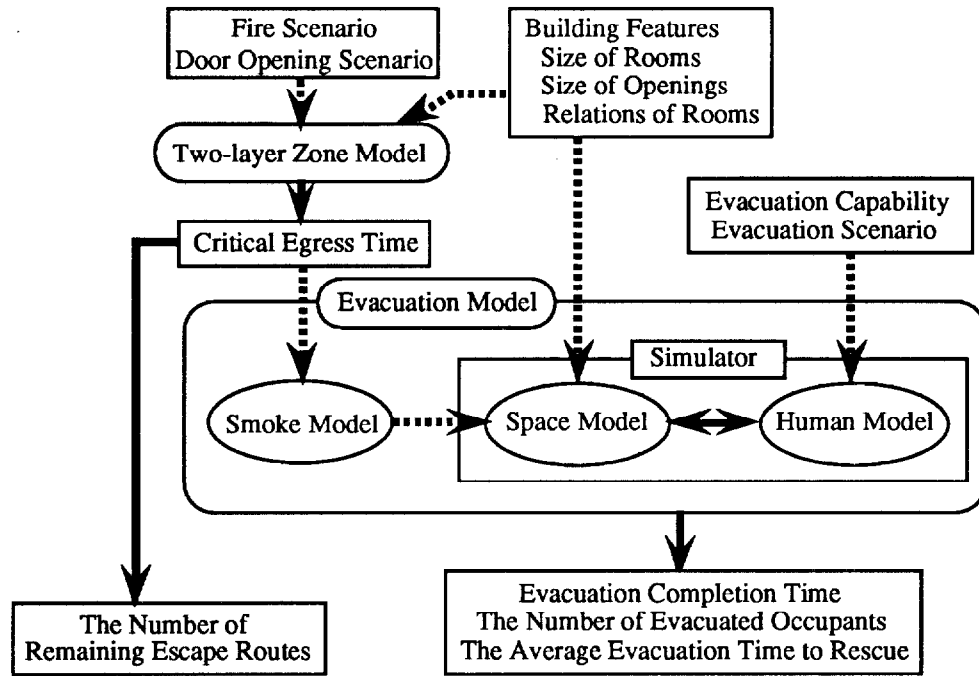 Fire Scenario
Door Opening Scenario
Building Features
Size of Rooms
Size of Openings
Relations of Rooms
Two-layer Zone Model
Evacuation Capability
Evacuation Scenario
Critical Egress Time
Evacuation Model
Simulator
Smoke Model
Space Model
Human Model
The Number of
Remaining Escape Routes
Evacuation Completion Time
The Number of Evacuated Occupants
The Average Evacuation Time to Rescue